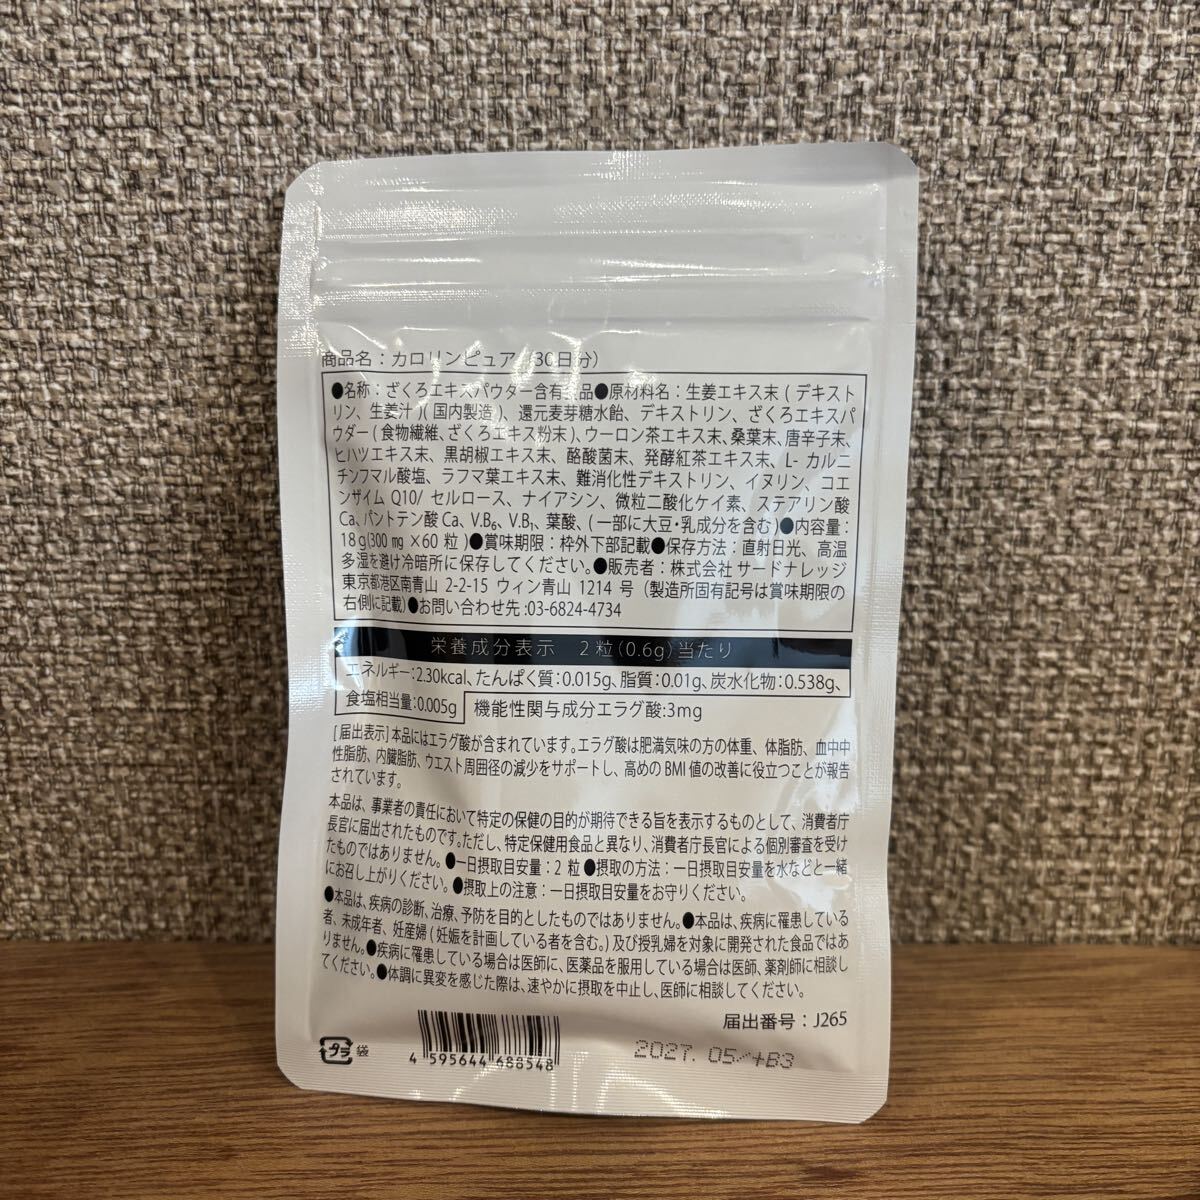 商品名：カロリンピュア（30日分）
●名称：ざくろエキスパウダー含有食品●原材料名：生姜エキス末(デキスト
リン、生姜汁)(国内製造)、還元麦芽糖水飴、デキストリン、ざくろエキスパ
ウダー(食物繊維、ざくろエキス粉末)、ウーロン茶エキス末、桑葉末、唐辛子末、
ヒハツエキス末、黒胡椒エキス末、酪酸菌末、発酵紅茶エキス末、L-カルニ
チンフマル酸塩、ラフマ葉エキス末、難消化性デキストリン、イヌリン、コエ
ンザイムQ10/セルロース、ナイアシン、微粒二酸化ケイ素、ステアリン酸
Ca、パントテン酸Ca、V.B₆、V.B₁、葉酸、(一部に大豆･乳成分を含む)●内容量：
18g(300mg×60粒)●賞味期限：枠外下部記載●保存方法：直射日光、高温
多湿を避け冷暗所に保存してください。●販売者：株式会社サードナレッジ
東京都港区南青山2-2-15ウィン青山1214号（製造所固有記号は賞味期限の
右側に記載)●お問い合わせ先:03-6824-4734
栄養成分表示　2粒(0.6g)当たり
エネルギー:2.30kcal、たんぱく質:0.015g、脂質:0.01g、炭水化物:0.538g、
食塩相当量:0.005g 機能性関与成分エラグ酸:3mg
[届出表示]本品にはエラグ酸が含まれています。エラグ酸は肥満気味の方の体重、体脂肪、血中中
性脂肪、内臓脂肪、ウエスト周囲径の減少をサポートし、高めのBMI値の改善に役立つことが報告
されています。
本品は、事業者の責任において特定の保健の目的が期待できる旨を表示するものとして、消費者庁
長官に届出されたものです。ただし、特定保健用食品と異なり、消費者庁長官による個別審査を受け
たものではありません。●一日摂取目安量：2粒●摂取の方法：一日摂取目安量を水などと一緒
にお召し上がりください。●摂取上の注意：一日摂取目安量をお守りください。
●本品は、疾病の診断、治療、予防を目的としたものではありません。●本品は、疾病に罹患している
者、未成年者、妊産婦(妊娠を計画している者を含む。)及び授乳婦を対象に開発された食品ではあ
りません。●疾病に罹患している場合は医師に、医薬品を服用している場合は医師、薬剤師に相談し
てください。●体調に異変を感じた際は、速やかに摂取を中止し、医師に相談してください。
届出番号：J265
プラ 袋
4 595644 688548
2027.05/+B3